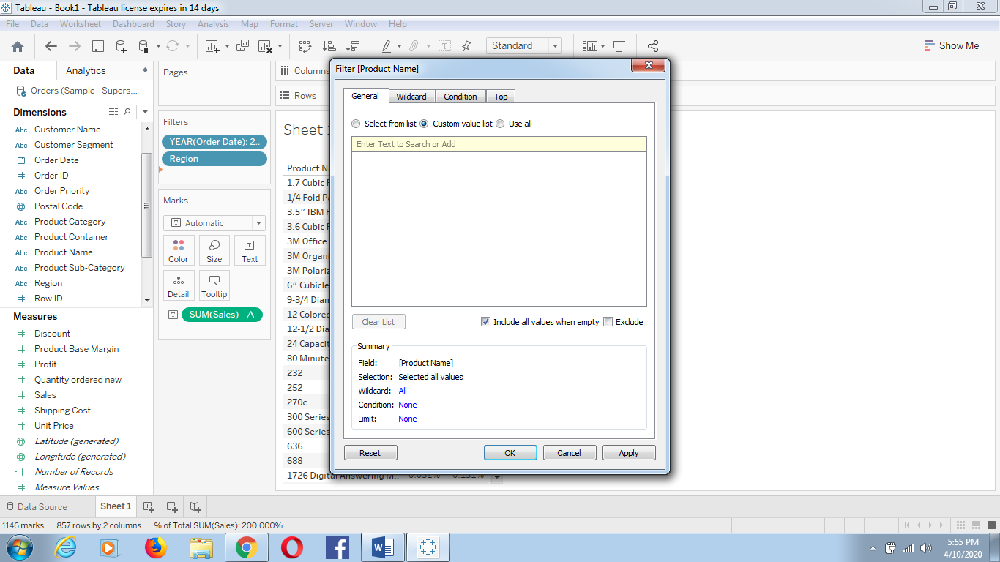 Tableau - Book1 - Tableau license expires in 14 days
File Data Worksheet Dashboard Story Analysis Map Format Server Window Help
Standard
Show Me
Data Analytics
Orders (Sample - Supers...
Dimensions
Abc Customer Name
Abc Customer Segment
Order Date
Order ID
Abc Order Priority
Postal Code
Abc Product Category
Abc Product Container
Abc Product Name
Abc Product Sub-Category
Abc Region
Row ID
Measures
Discount
Product Base Margin
Profit
Quantity ordered new
Sales
Shipping Cost
Unit Price
Latitude (generated)
Longitude (generated)
Number of Records
Measure Values
Pages
Filters
YEAR(Order Date): 2..
Region
Marks
Automatic
Color Size Text
Detail Tooltip
SUM(Sales) Δ
Columns
Rows
Sheet 1
Product Na
1.7 Cubic F
1/4 Fold Pa
3.5" IBM F
3.6 Cubic F
3M Office
3M Organi
3M Polariz
6" Cubicle
9-3/4 Diam
12 Colored
12-1/2 Dia
24 Capacit
80 Minute
232
252
270c
300 Series
600 Series
636
688
1726 Digital Answering M.. 0.032% 0.131%
Filter [Product Name]
General Wildcard Condition Top
Select from list Custom value list Use all
Enter Text to Search or Add
Clear List Include all values when empty Exclude
Summary
Field: [Product Name]
Selection: Selected all values
Wildcard: All
Condition: None
Limit: None
Reset OK Cancel Apply
Data Source Sheet 1
1146 marks 857 rows by 2 columns % of Total SUM(Sales): 200.000%
5:55 PM
4/10/2020